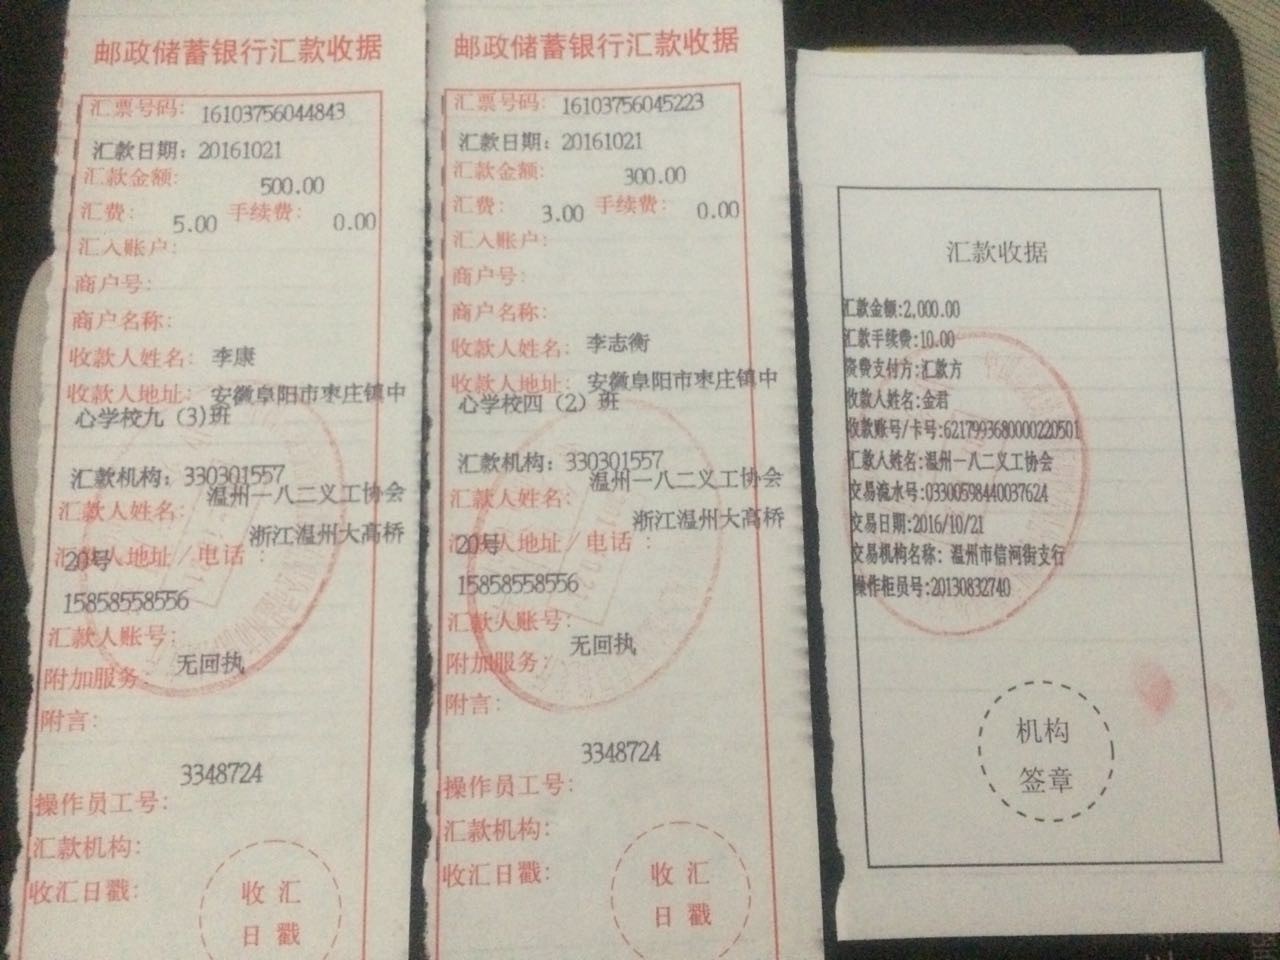 邮政储蓄银行汇款收据
汇票号码: 16103756044843
汇款日期: 20161021
汇款金额: 500.00
汇费: 5.00 手续费: 0.00
汇入账户:
商户号:
商户名称:
收款人姓名: 李康
收款人地址: 安徽阜阳市枣庄镇中
心学校九（3)班
汇款机构: 330301557
汇款人姓名: 温州一八二义工协会
汇款人地址/电话: 浙江温州大高桥
20号
15858558556
汇款人账号:
附加服务: 无回执
附言:
3348724
操作员工号:
汇款机构:
收汇日戳:
收汇
日戳
邮政储蓄银行汇款收据
汇票号码: 16103756045223
汇款日期: 20161021
汇款金额: 300.00
汇费: 3.00 手续费: 0.00
汇入账户:
商户号:
商户名称:
收款人姓名: 李志衡
收款人地址: 安徽阜阳市枣庄镇中
心学校四（2）班
汇款机构: 330301557
汇款人姓名: 温州一八二义工协会
汇款人地址/电话: 浙江温州大高桥
20号
15858558556
汇款人账号:
附加服务: 无回执
附言:
3348724
操作员工号:
汇款机构:
收汇日戳:
收汇
日戳
汇款收据
汇款金额:2,000.00
汇款手续费:10.00
资费支付方:汇款方
收款人姓名:金君
收款账号/卡号:6217993680000220501
汇款人姓名:温州一八二义工协会
交易流水号:03300598440037624
交易日期:2016/10/21
交易机构名称: 温州市信河街支行
操作柜员号:20130832740
机构
签章